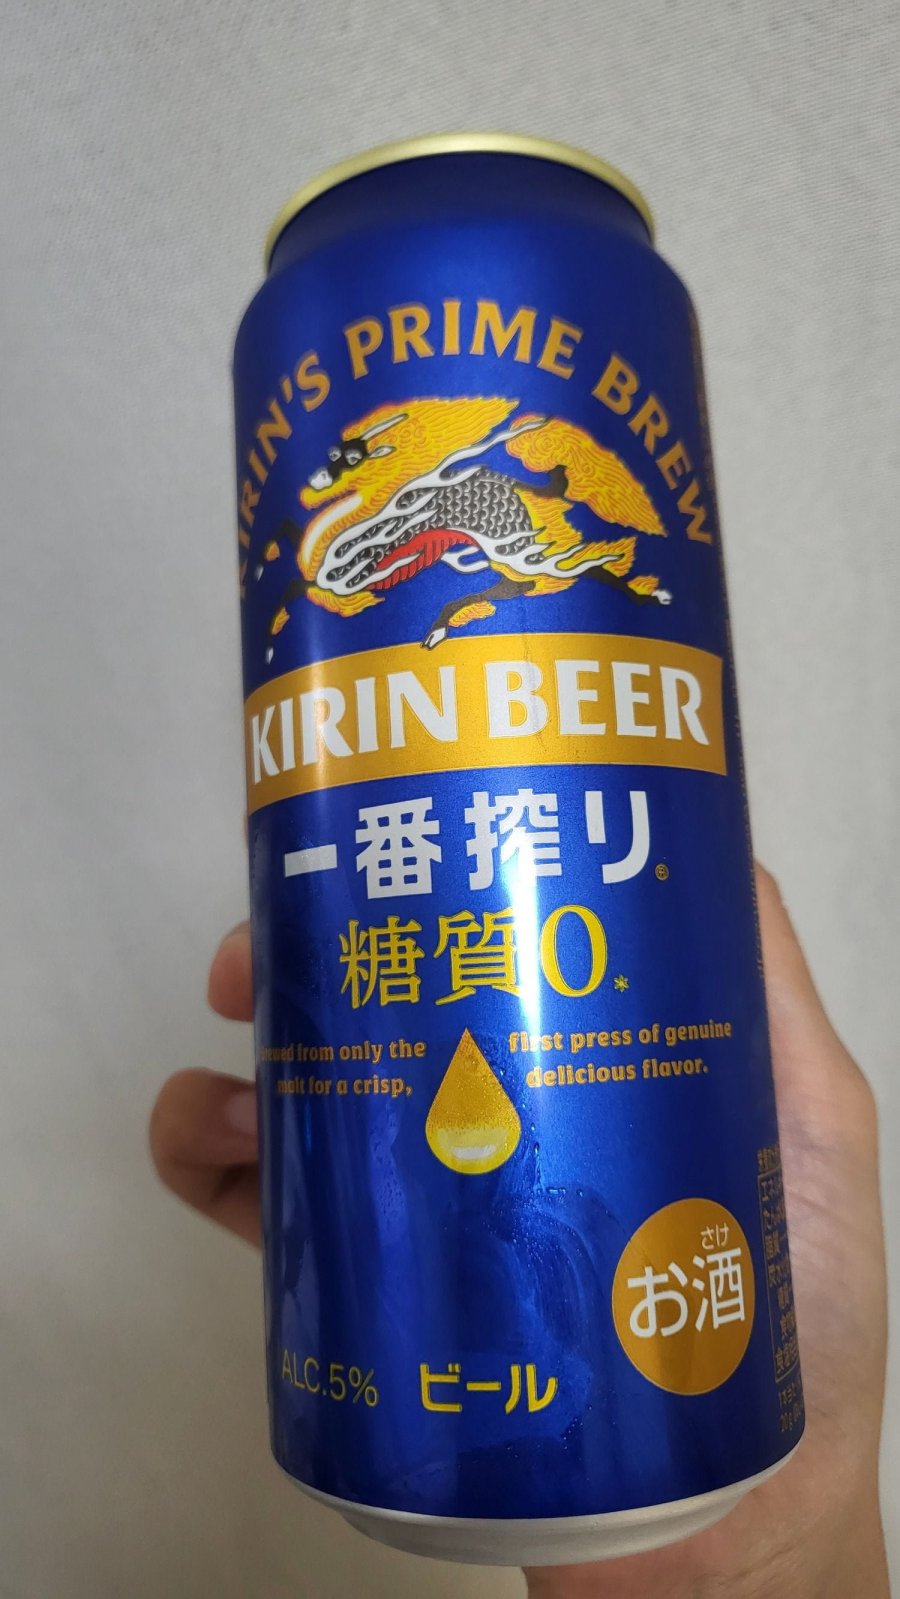 KIRIN'S PRIME BREW
KIRIN BEER
一番搾り®
糖質0*
brewed from only the
malt for a crisp,
first press of genuine
delicious flavor.
さけ
お酒
ALC.5% ビール